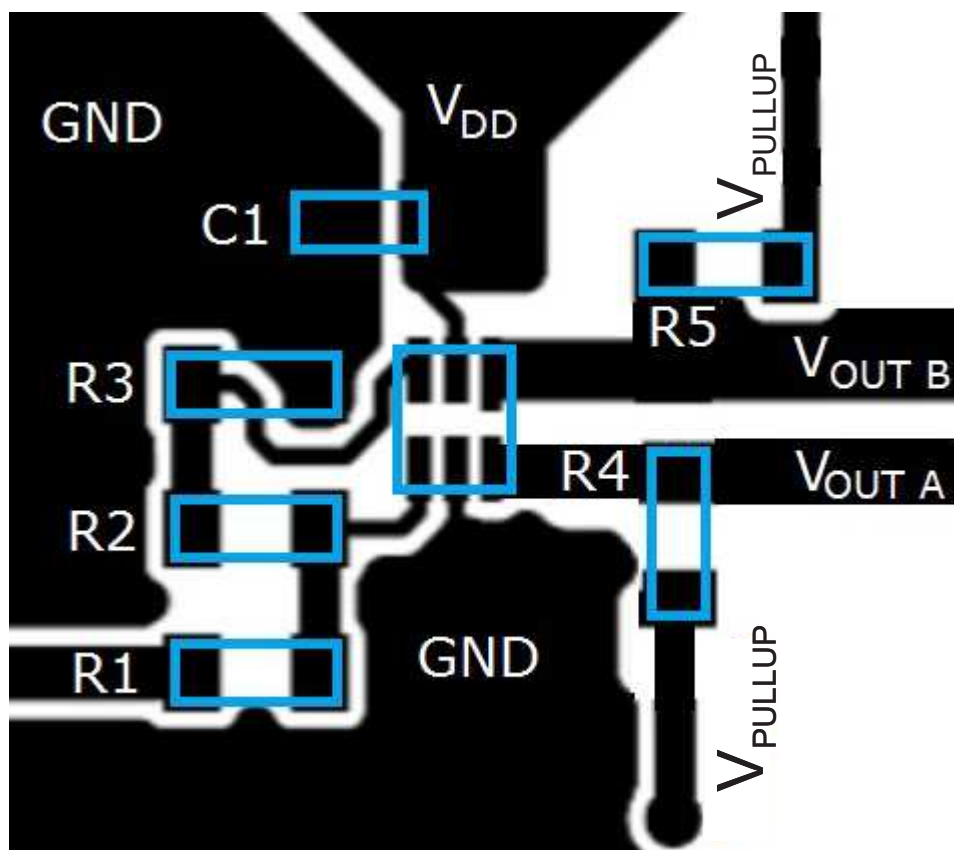 GND
VDD
VPULLUP
C1
R5
R3
VOUT B
R4
VOUT A
R2
GND
R1
VPULLUP